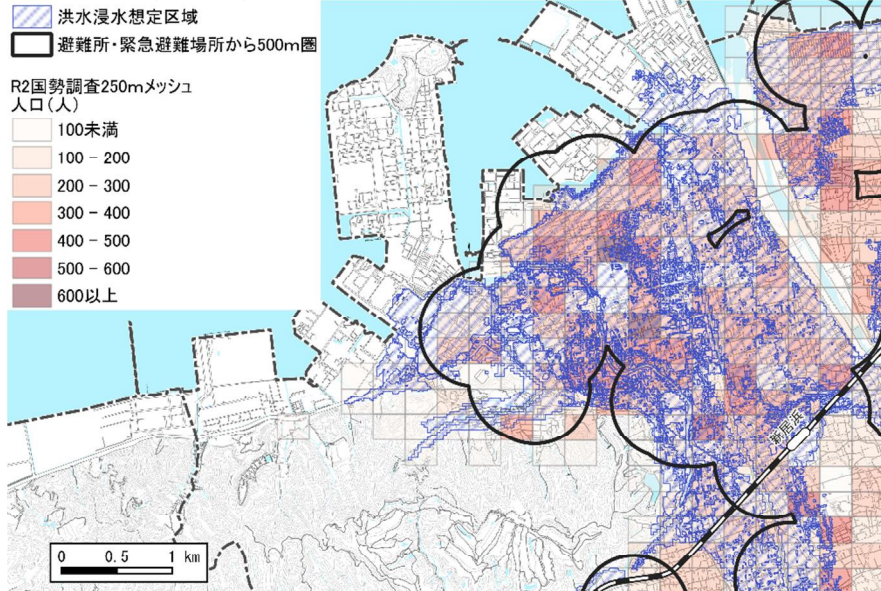 洪水浸水想定区域
避難所・緊急避難場所から500m圏
R2国勢調査250mメッシュ
人口(人)
100未満
100 - 200
200 - 300
300 - 400
400 - 500
500 - 600
600以上
新居浜
0 0.5 1 km